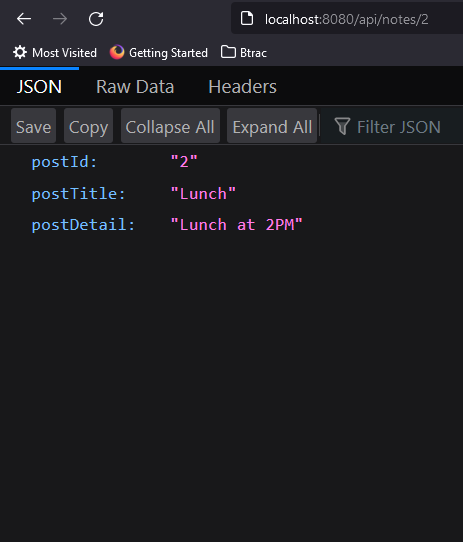 localhost:8080/api/notes/2
Most Visited Getting Started Btrac
JSON Raw Data Headers
Save Copy Collapse All Expand All Filter JSON
postId: "2"
postTitle: "Lunch"
postDetail: "Lunch at 2PM"